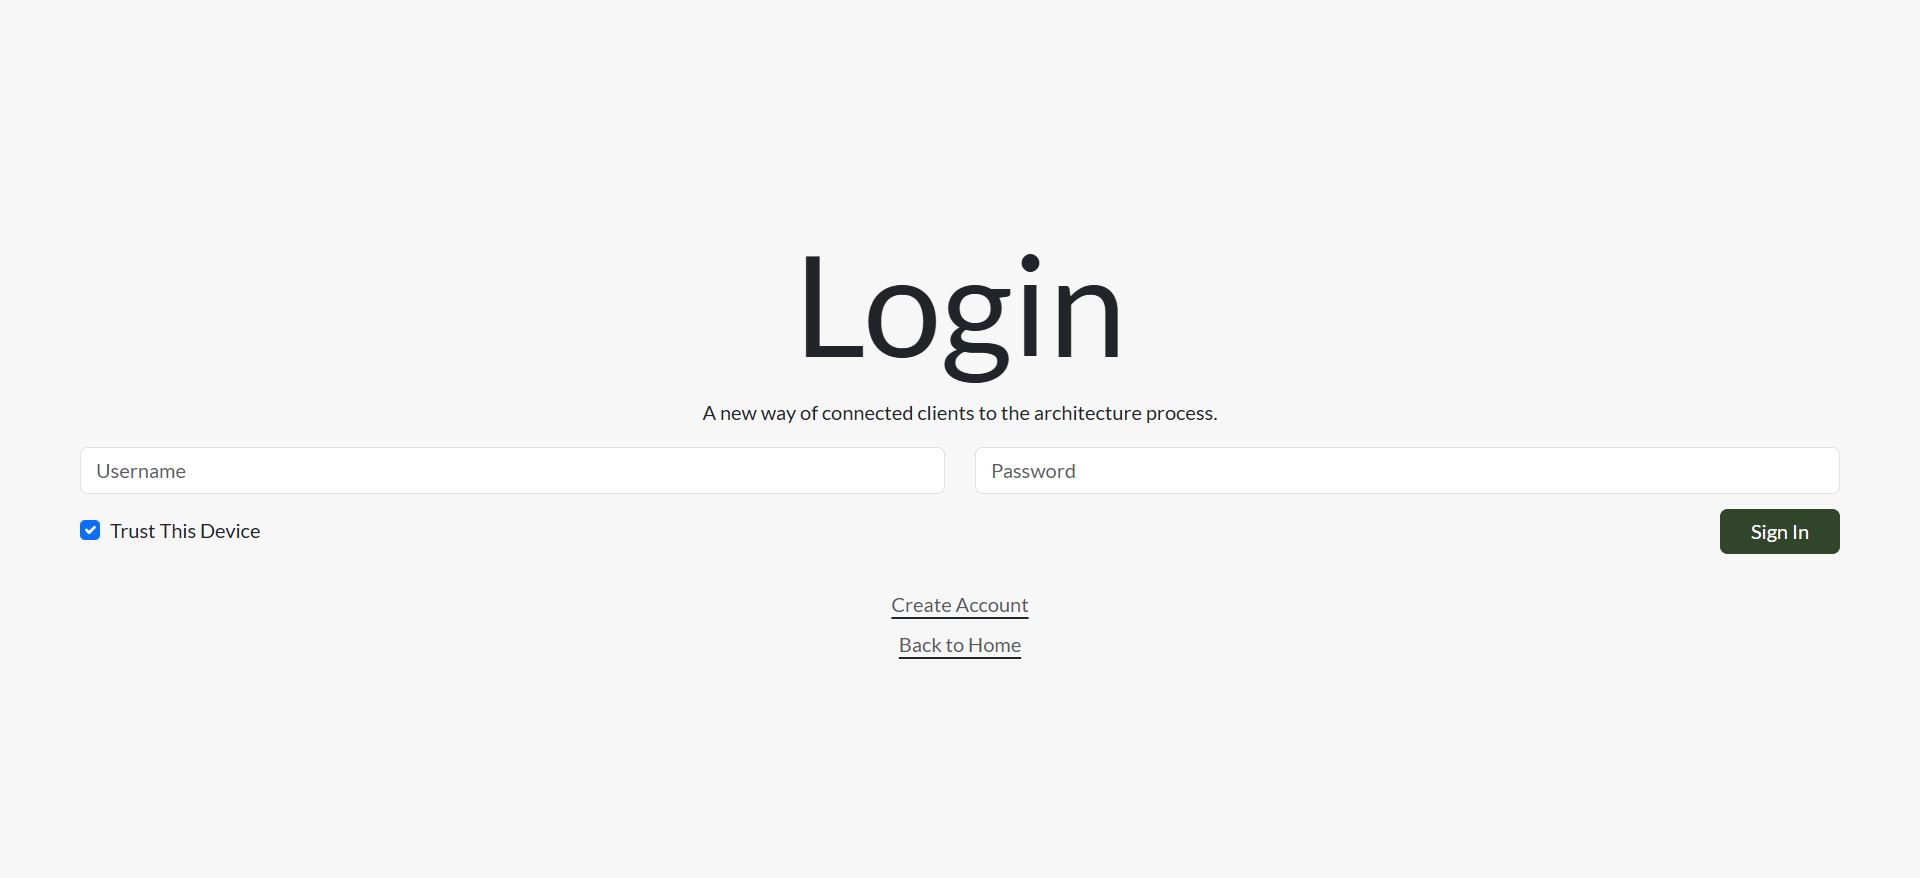 Login
A new way of connected clients to the architecture process.
Username
Password
Trust This Device
Sign In
Create Account
Back to Home